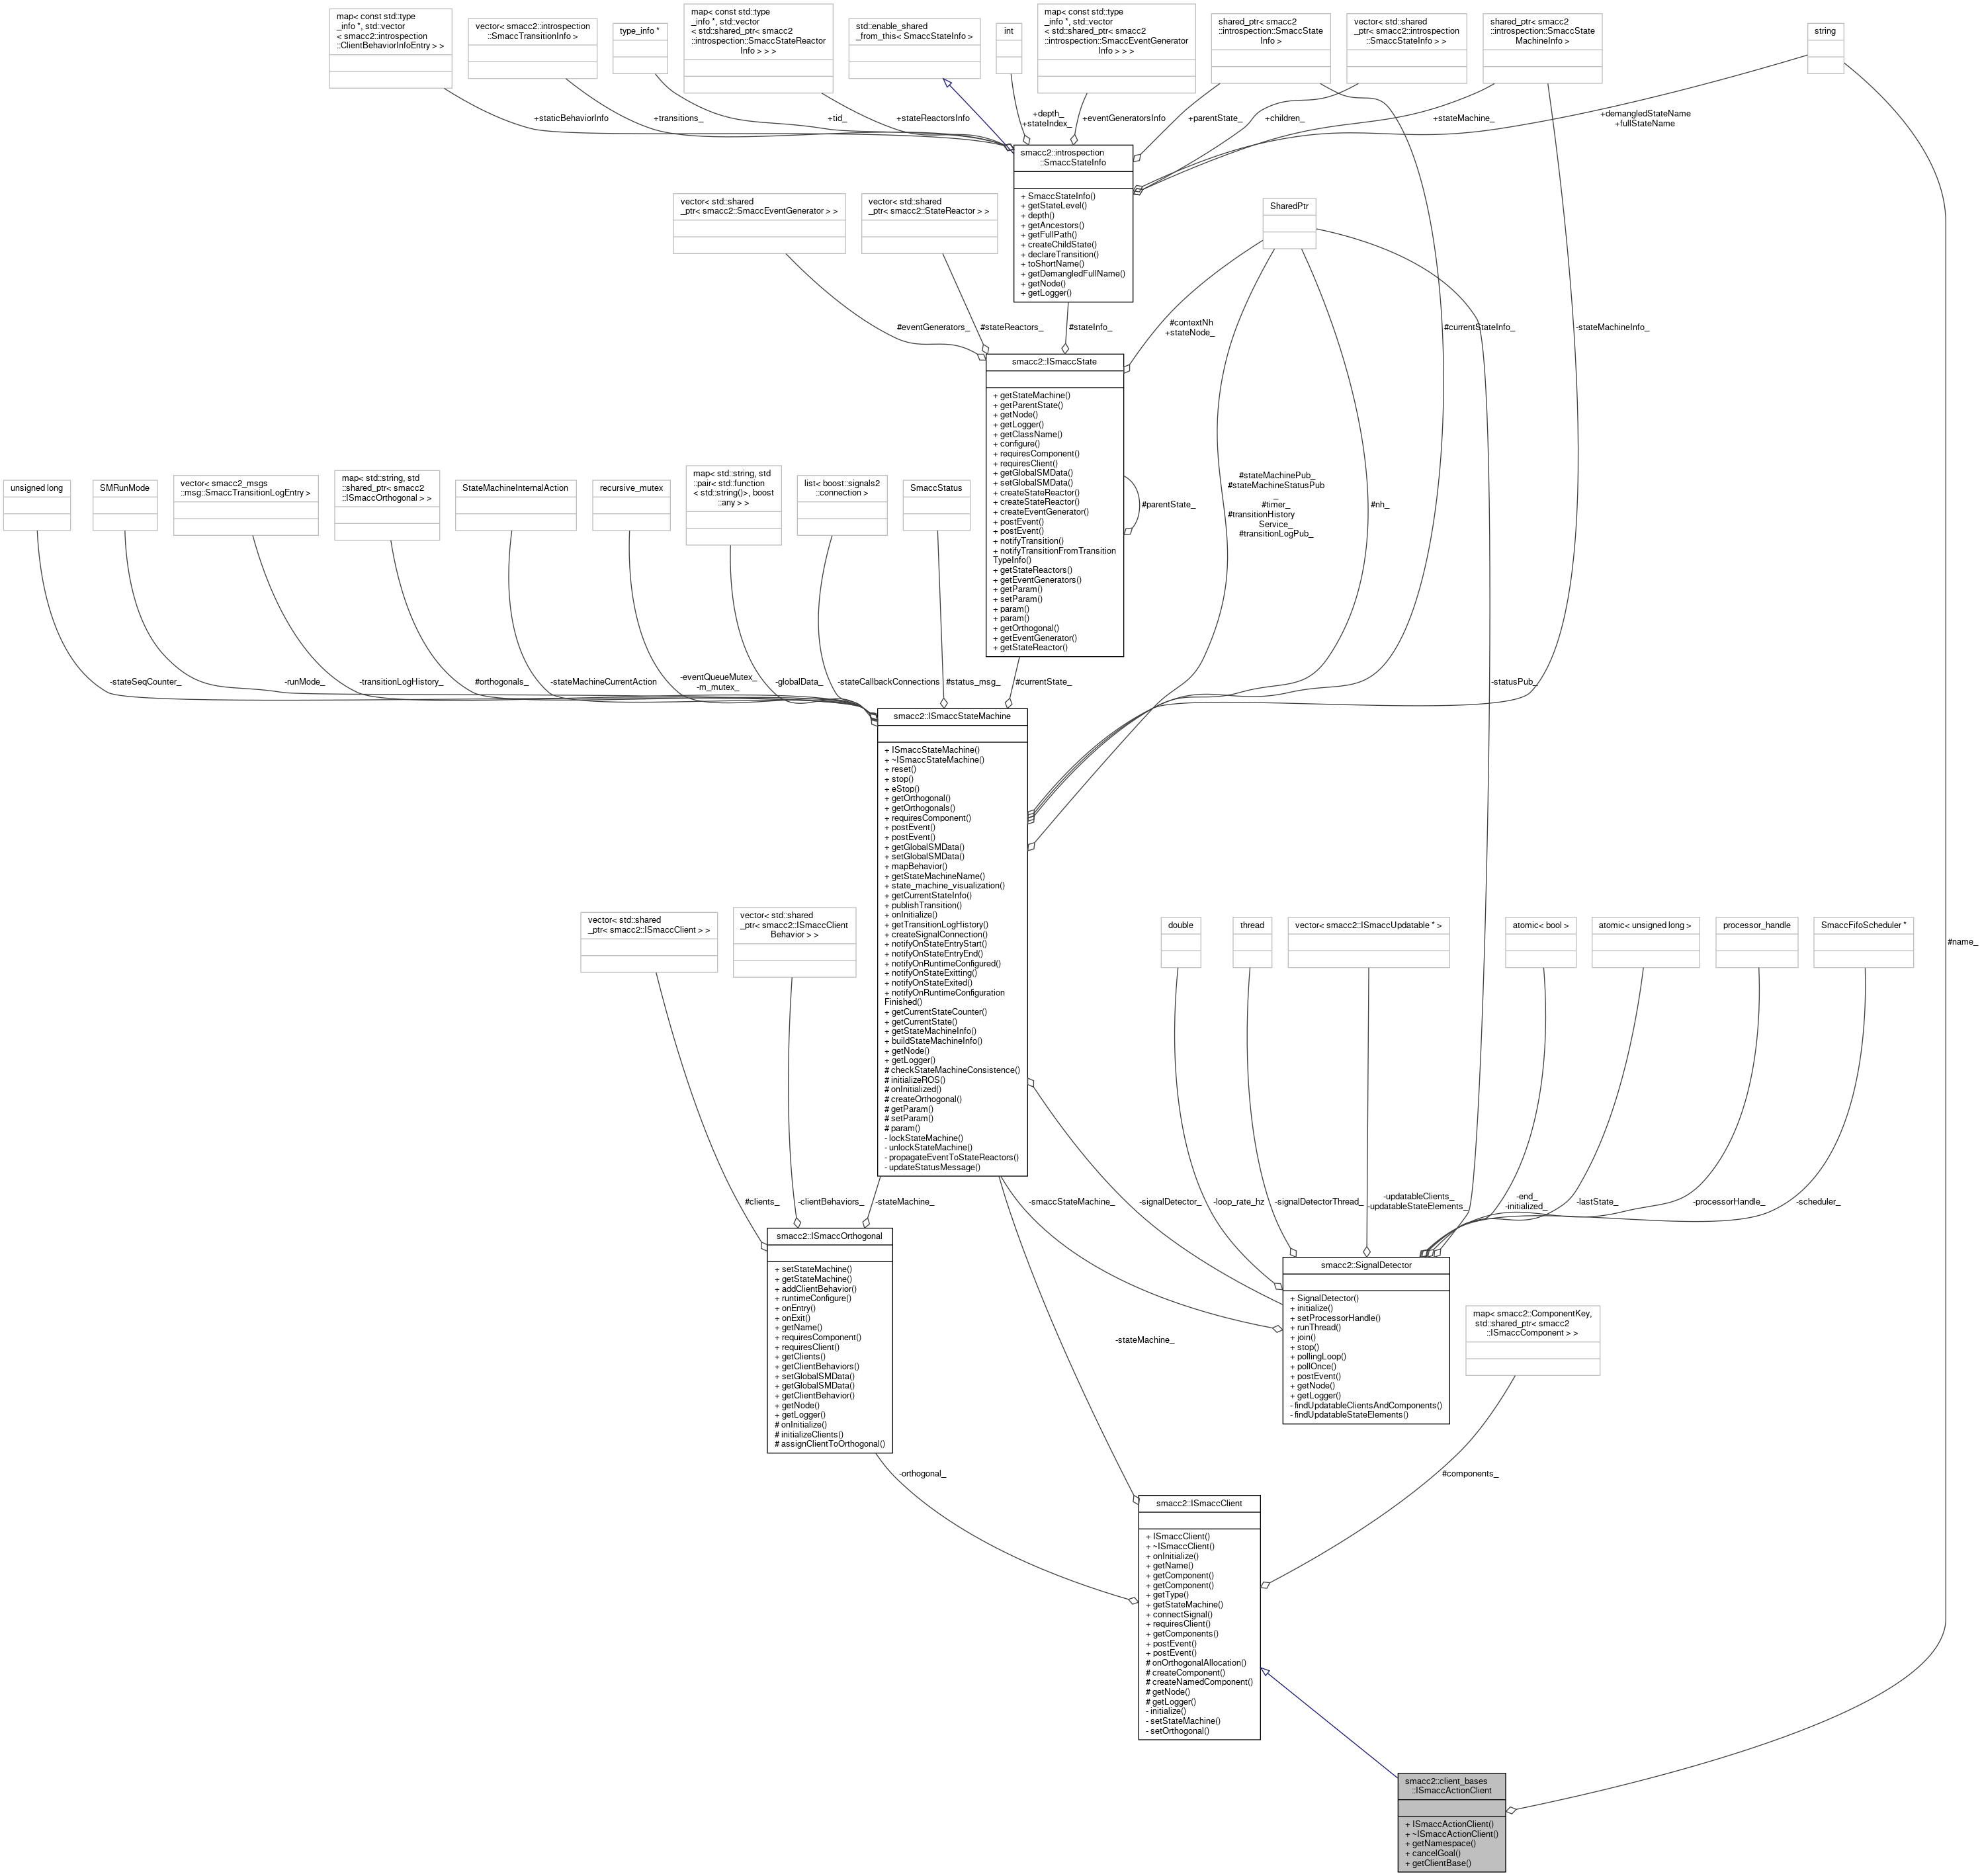 map< const std::type
_info *, std::vector
< smacc2::introspection
::ClientBehaviorInfoEntry > >
vector< smacc2::introspection
::SmaccTransitionInfo >
type_info *
map< const std::type
_info *, std::vector
< std::shared_ptr< smacc2
::introspection::SmaccStateReactor
Info > > >
std::enable_shared
_from_this< SmaccStateInfo >
int
map< const std::type
_info *, std::vector
< std::shared_ptr< smacc2
::introspection::SmaccEventGenerator
Info > > >
shared_ptr< smacc2
::introspection::SmaccState
Info >
vector< std::shared
_ptr< smacc2::introspection
::SmaccStateInfo > >
shared_ptr< smacc2
::introspection::SmaccState
MachineInfo >
string
+staticBehaviorInfo
+transitions_
+tid_
+stateReactorsInfo
+depth_
+stateIndex_
+eventGeneratorsInfo
+parentState_
+children_
+stateMachine_
+demangledStateName
+fullStateName
smacc2::introspection
::SmaccStateInfo
+ SmaccStateInfo()
+ getStateLevel()
+ depth()
+ getAncestors()
+ getFullPath()
+ createChildState()
+ declareTransition()
+ toShortName()
+ getDemangledFullName()
+ getNode()
+ getLogger()
vector< std::shared
_ptr< smacc2::SmaccEventGenerator > >
vector< std::shared
_ptr< smacc2::StateReactor > >
SharedPtr
#eventGenerators_
#stateReactors_
#stateInfo_
#contextNh
+stateNode_
#currentStateInfo_
-stateMachineInfo_
smacc2::ISmaccState
+ getStateMachine()
+ getParentState()
+ getNode()
+ getLogger()
+ getClassName()
+ configure()
+ requiresComponent()
+ requiresClient()
+ getGlobalSMData()
+ setGlobalSMData()
+ createStateReactor()
+ createStateReactor()
+ createEventGenerator()
+ postEvent()
+ postEvent()
+ notifyTransition()
+ notifyTransitionFromTransition
TypeInfo()
+ getStateReactors()
+ getEventGenerators()
+ getParam()
+ setParam()
+ param()
+ param()
+ getOrthogonal()
+ getEventGenerator()
+ getStateReactor()
#parentState_
#stateMachinePub_
#stateMachineStatusPub
_
#timer_
#transitionHistory
Service_
#transitionLogPub_
#nh_
unsigned long
SMRunMode
vector< smacc2_msgs
::msg::SmaccTransitionLogEntry >
map< std::string, std
::shared_ptr< smacc2
::ISmaccOrthogonal > >
StateMachineInternalAction
recursive_mutex
map< std::string, std
::pair< std::function
< std::string()>, boost
::any > >
list< boost::signals2
::connection >
SmaccStatus
-stateSeqCounter_
-runMode_
-transitionLogHistory_
#orthogonals_
-stateMachineCurrentAction
-eventQueueMutex_
-m_mutex_
-globalData_
-stateCallbackConnections
#status_msg_
#currentState_
-statusPub_
smacc2::ISmaccStateMachine
+ ISmaccStateMachine()
+ ~ISmaccStateMachine()
+ reset()
+ stop()
+ eStop()
+ getOrthogonal()
+ getOrthogonals()
+ requiresComponent()
+ postEvent()
+ postEvent()
+ getGlobalSMData()
+ setGlobalSMData()
+ mapBehavior()
+ getStateMachineName()
+ state_machine_visualization()
+ getCurrentStateInfo()
+ publishTransition()
+ onInitialize()
+ getTransitionLogHistory()
+ createSignalConnection()
+ notifyOnStateEntryStart()
+ notifyOnStateEntryEnd()
+ notifyOnRuntimeConfigured()
+ notifyOnStateExitting()
+ notifyOnStateExited()
+ notifyOnRuntimeConfiguration
Finished()
+ getCurrentStateCounter()
+ getCurrentState()
+ getStateMachineInfo()
+ buildStateMachineInfo()
+ getNode()
+ getLogger()
# checkStateMachineConsistence()
# initializeROS()
# onInitialized()
# createOrthogonal()
# getParam()
# setParam()
# param()
- lockStateMachine()
- unlockStateMachine()
- propagateEventToStateReactors()
- updateStatusMessage()
vector< std::shared
_ptr< smacc2::ISmaccClient > >
vector< std::shared
_ptr< smacc2::ISmaccClient
Behavior > >
double
thread
vector< smacc2::ISmaccUpdatable * >
atomic< bool >
atomic< unsigned long >
processor_handle
SmaccFifoScheduler *
#name_
#clients_
-clientBehaviors_
-stateMachine_
-smaccStateMachine_
-signalDetector_
-loop_rate_hz
-signalDetectorThread_
-updatableClients_
-updatableStateElements_
-end_
-initialized_
-lastState_
-processorHandle_
-scheduler_
smacc2::ISmaccOrthogonal
+ setStateMachine()
+ getStateMachine()
+ addClientBehavior()
+ runtimeConfigure()
+ onEntry()
+ onExit()
+ getName()
+ requiresComponent()
+ requiresClient()
+ getClients()
+ getClientBehaviors()
+ setGlobalSMData()
+ getGlobalSMData()
+ getClientBehavior()
+ getNode()
+ getLogger()
# onInitialize()
# initializeClients()
# assignClientToOrthogonal()
smacc2::SignalDetector
+ SignalDetector()
+ initialize()
+ setProcessorHandle()
+ runThread()
+ join()
+ stop()
+ pollingLoop()
+ pollOnce()
+ postEvent()
+ getNode()
+ getLogger()
- findUpdatableClientsAndComponents()
- findUpdatableStateElements()
map< smacc2::ComponentKey,
std::shared_ptr< smacc2
::ISmaccComponent > >
-stateMachine_
-orthogonal_
#components_
smacc2::ISmaccClient
+ ISmaccClient()
+ ~ISmaccClient()
+ onInitialize()
+ getName()
+ getComponent()
+ getComponent()
+ getType()
+ getStateMachine()
+ connectSignal()
+ requiresClient()
+ getComponents()
+ postEvent()
+ postEvent()
# onOrthogonalAllocation()
# createComponent()
# createNamedComponent()
# getNode()
# getLogger()
- initialize()
- setStateMachine()
- setOrthogonal()
smacc2::client_bases
::ISmaccActionClient
+ ISmaccActionClient()
+ ~ISmaccActionClient()
+ getNamespace()
+ cancelGoal()
+ getClientBase()